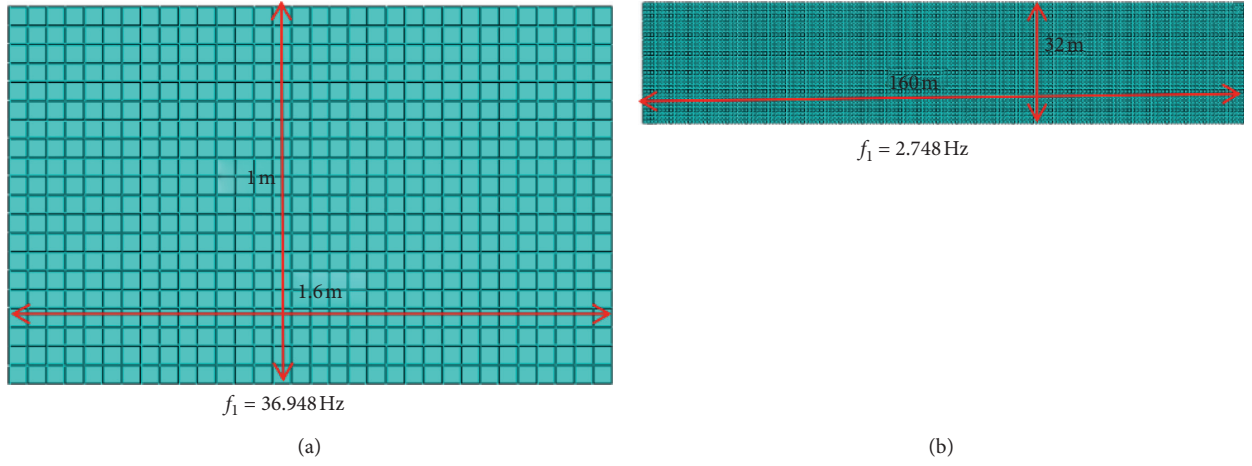 1 m
1.6 m
f₁ = 36.948 Hz
(a)
32 m
160 m
f₁ = 2.748 Hz
(b)